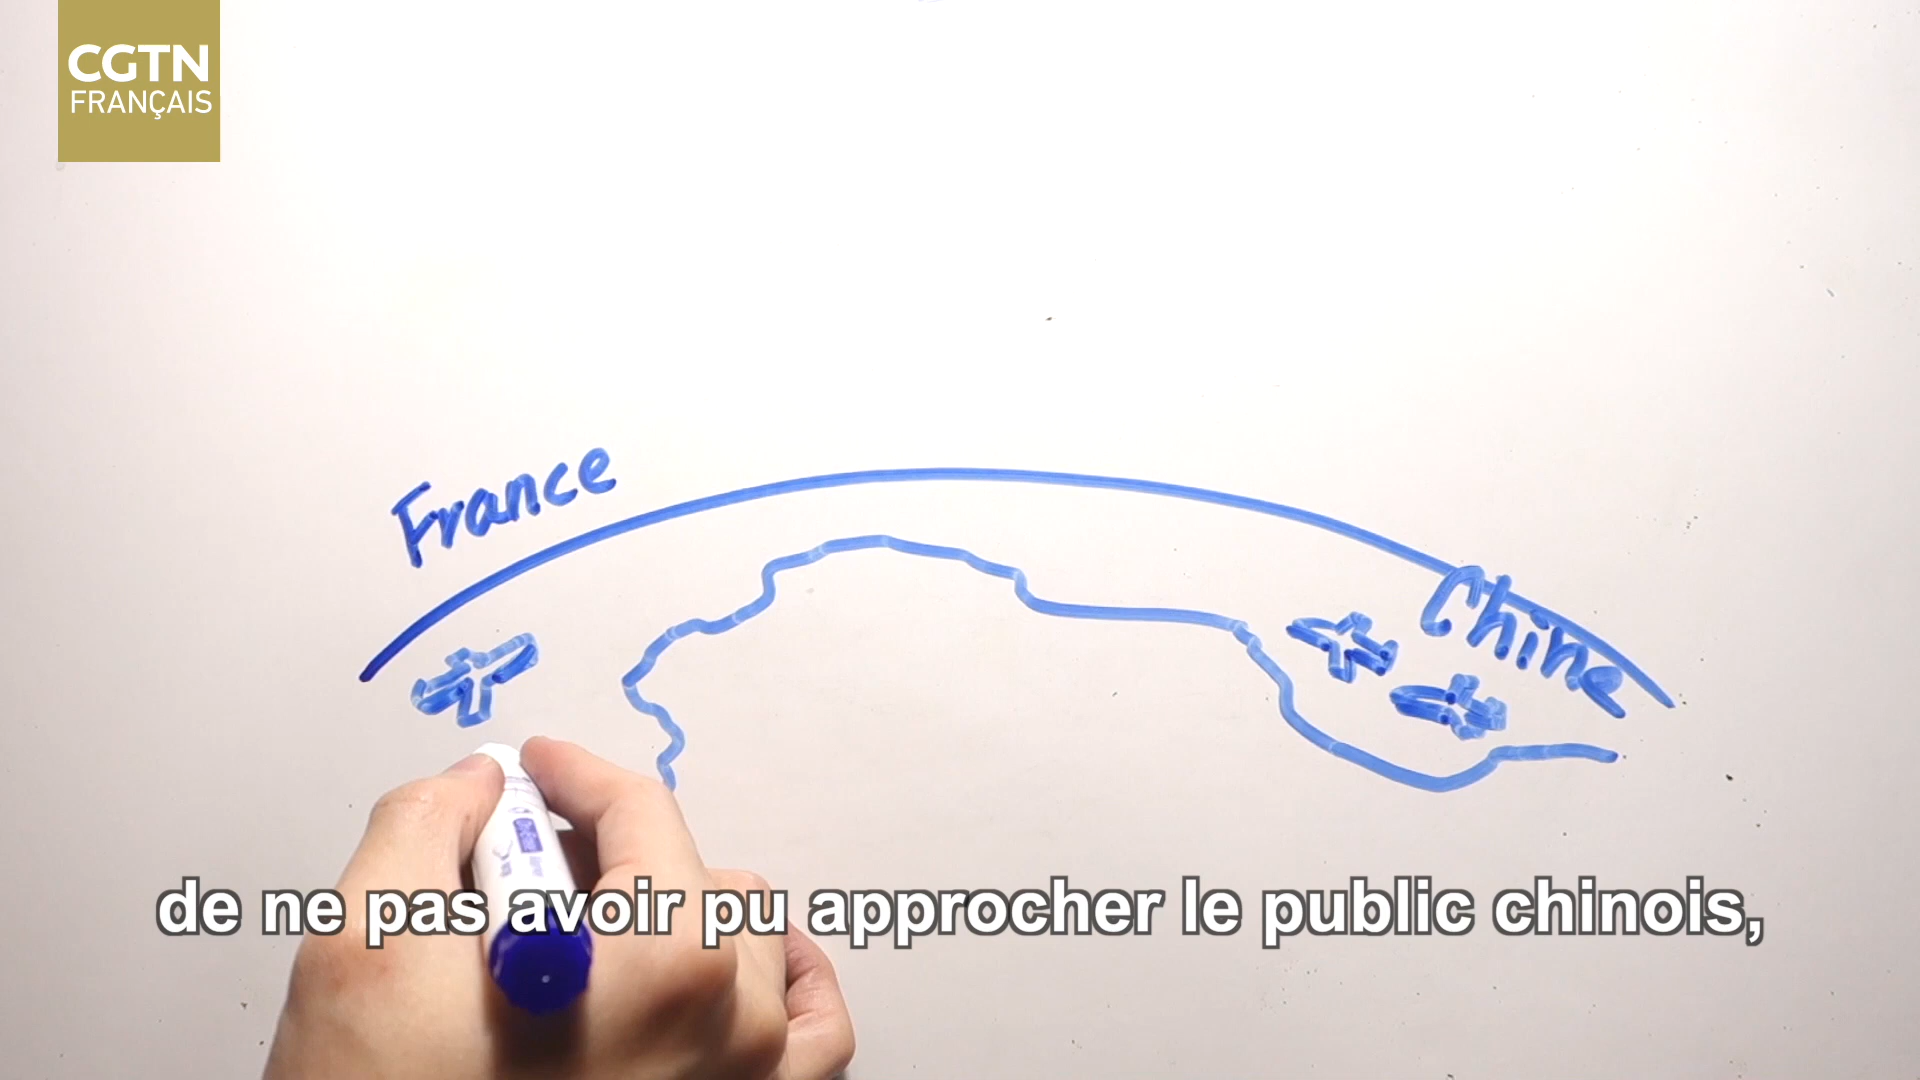 CGTN
FRANÇAIS
France
Chine
de ne pas avoir pu approcher le public chinois,